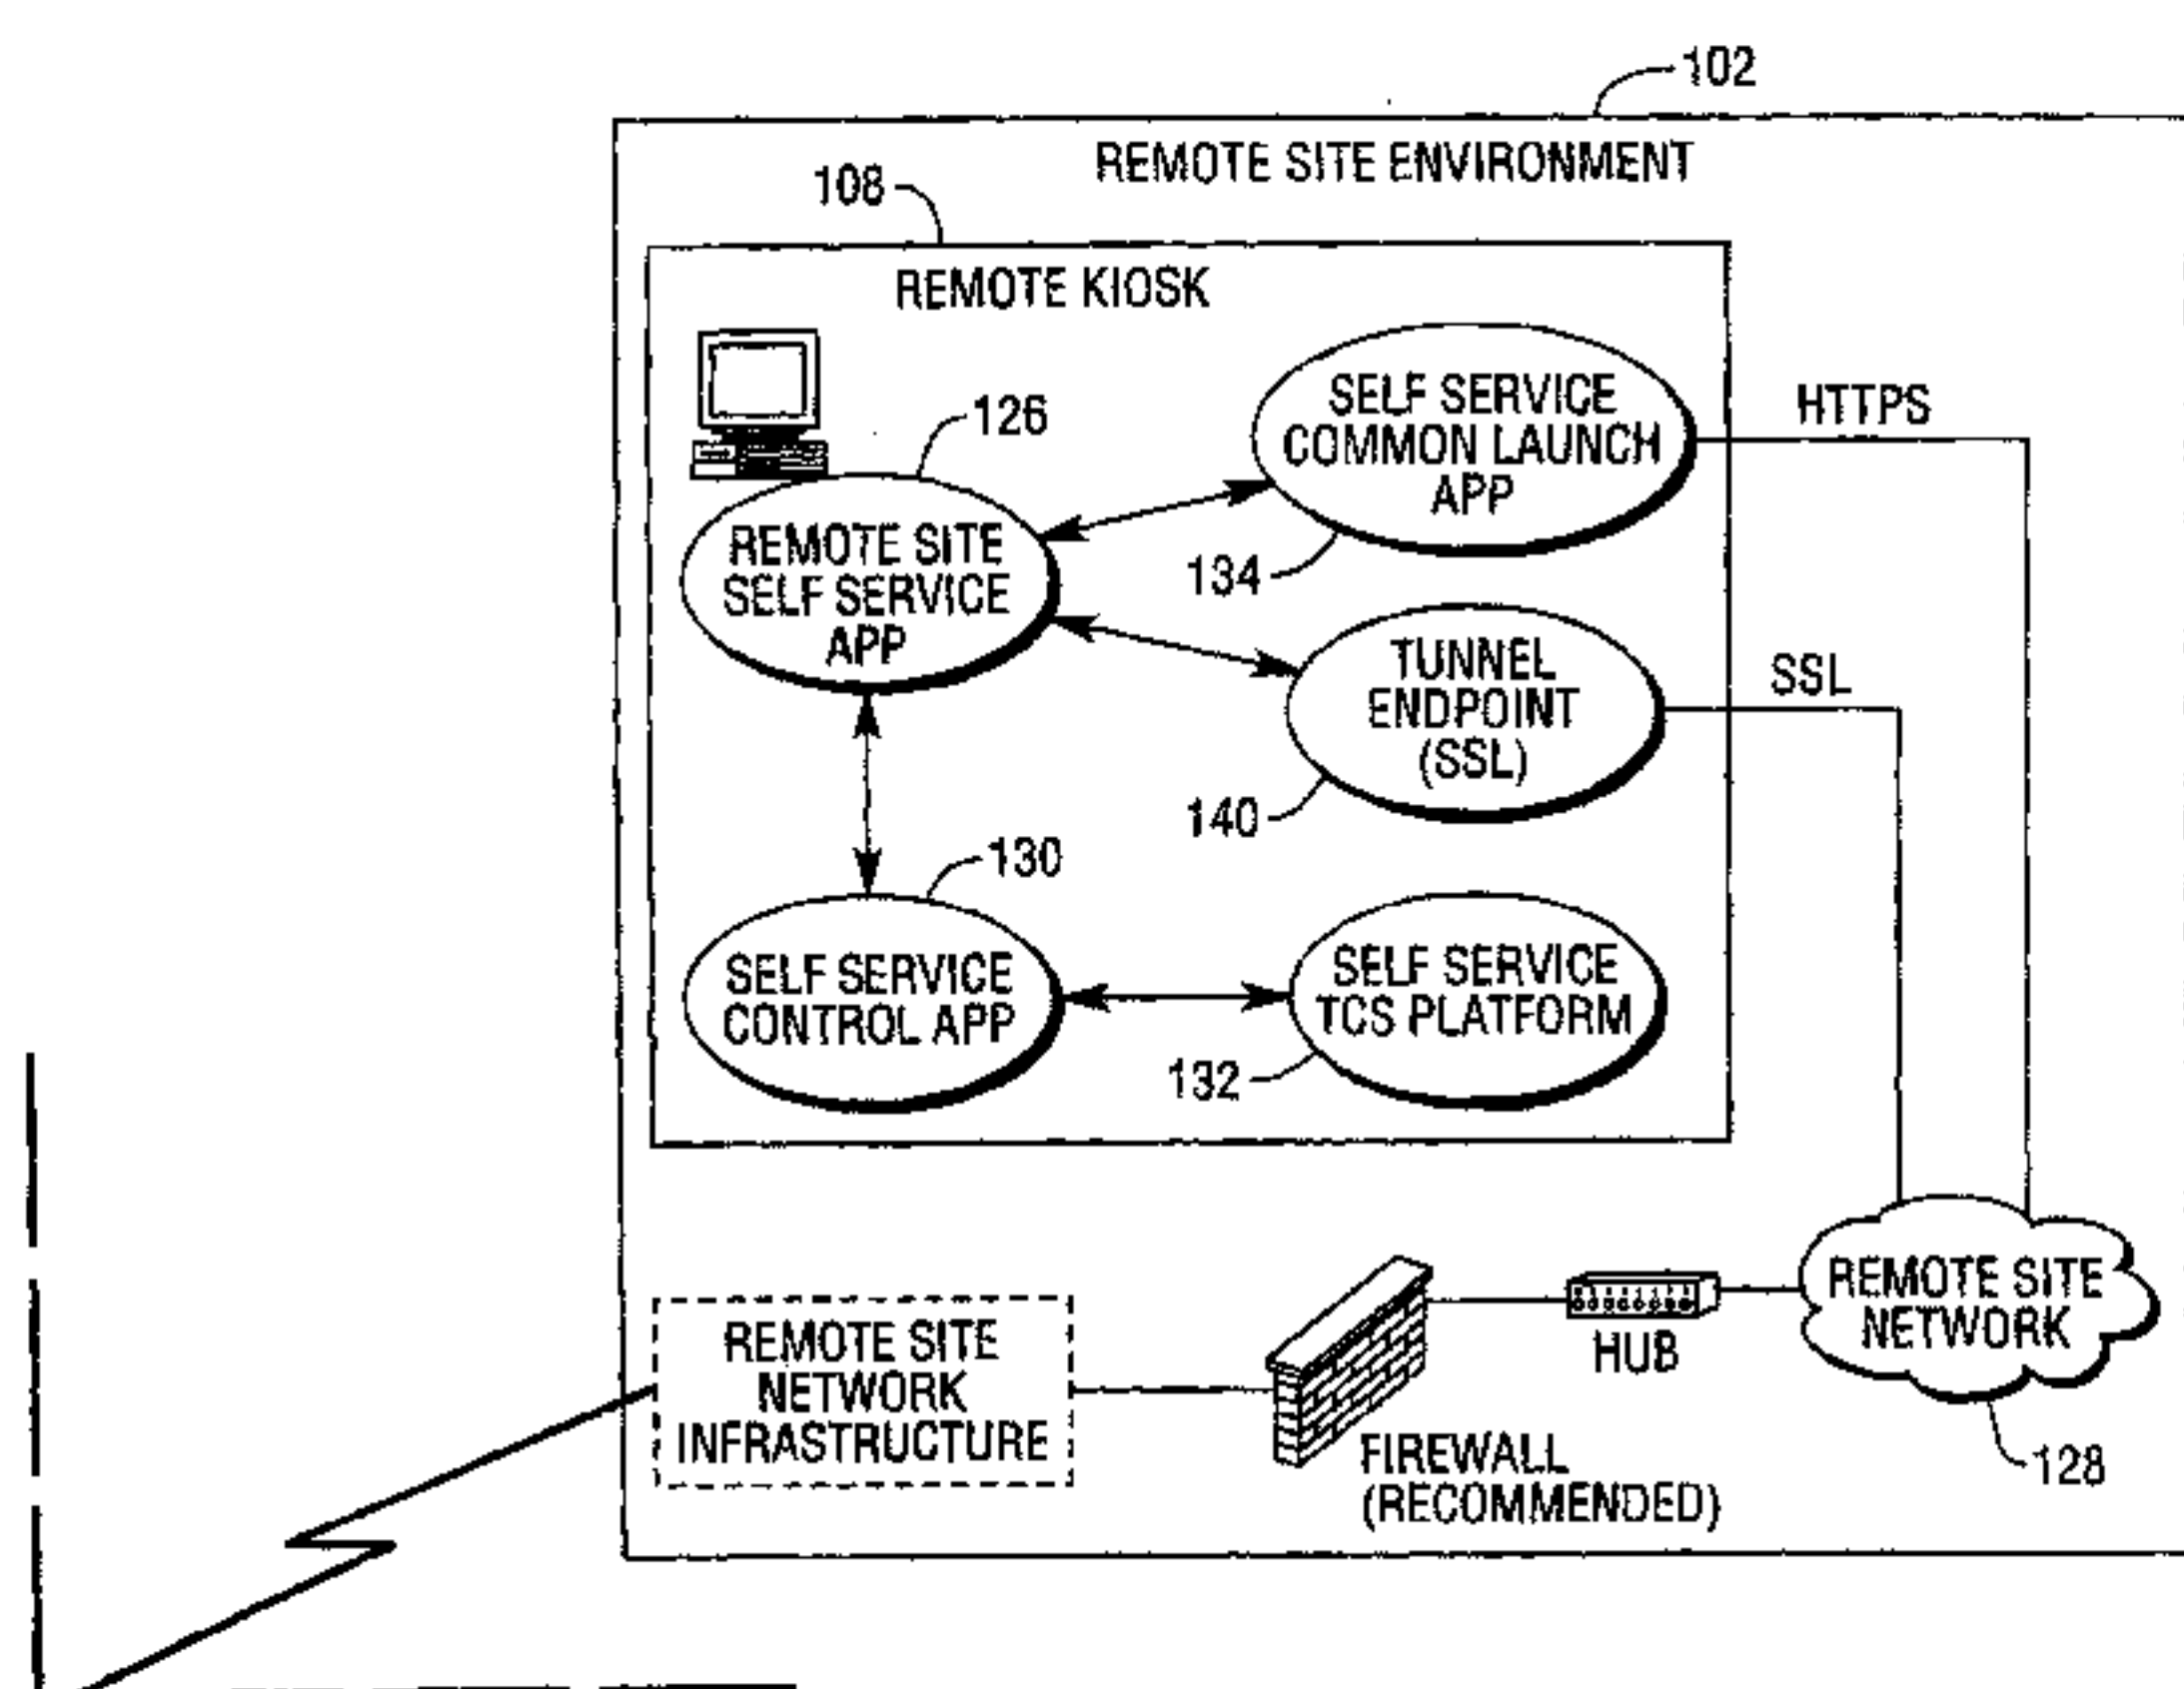 102
REMOTE SITE ENVIRONMENT
108
REMOTE KIOSK
126
SELF SERVICE
COMMON LAUNCH
APP
HTTPS
134
REMOTE SITE
SELF SERVICE
APP
TUNNEL
ENDPOINT
(SSL)
SSL
140
130
SELF SERVICE
CONTROL APP
SELF SERVICE
TCS PLATFORM
132
REMOTE SITE
NETWORK
INFRASTRUCTURE
FIREWALL
(RECOMMENDED)
HUB
REMOTE SITE
NETWORK
128